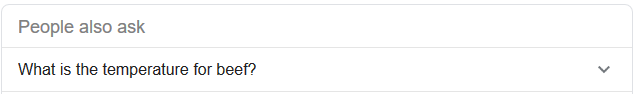 People also ask
What is the temperature for beef?